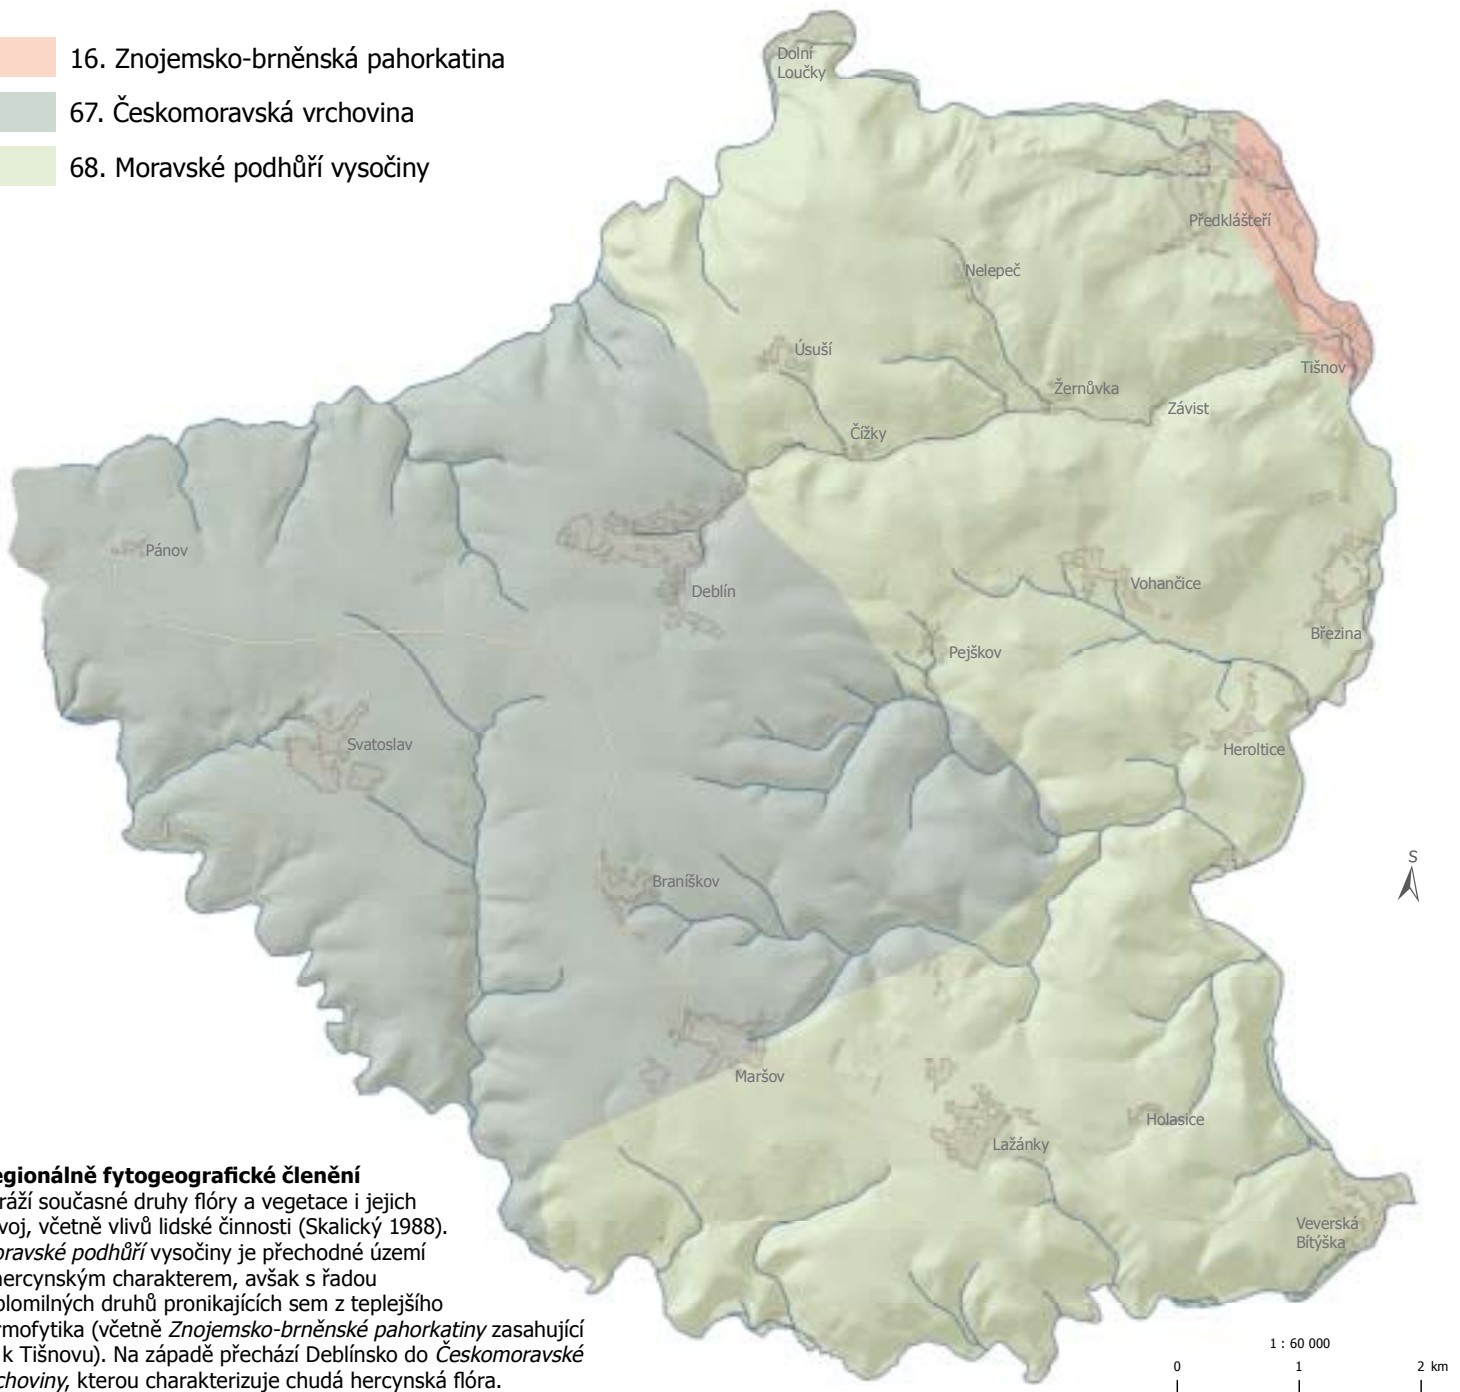 16. Znojemsko-brněnská pahorkatina
67. Českomoravská vrchovina
68. Moravské podhůří vysočiny
Dolní
Loučky
Předklášteří
Nelepeč
Úsuší
Žernůvka
Tišnov
Závist
Čížky
Pánov
Deblín
Vohančice
Březina
Pejškov
Svatoslav
Heroltice
Braníškov
S
Maršov
Lažánky
Holasice
Veverská
Bítýška
egionálně fytogeografické členění
ráží současné druhy flóry a vegetace i jejich
voj, včetně vlivů lidské činnosti (Skalický 1988).
oravské podhůří vysočiny je přechodné území
hercynským charakterem, avšak s řadou
plomilných druhů pronikajících sem z teplejšího
rmofytika (včetně Znojemsko-brněnské pahorkatiny zasahující
k Tišnovu). Na západě přechází Deblínsko do Českomoravské
choviny, kterou charakterizuje chudá hercynská flóra.
1 : 60 000
0 1 2 km